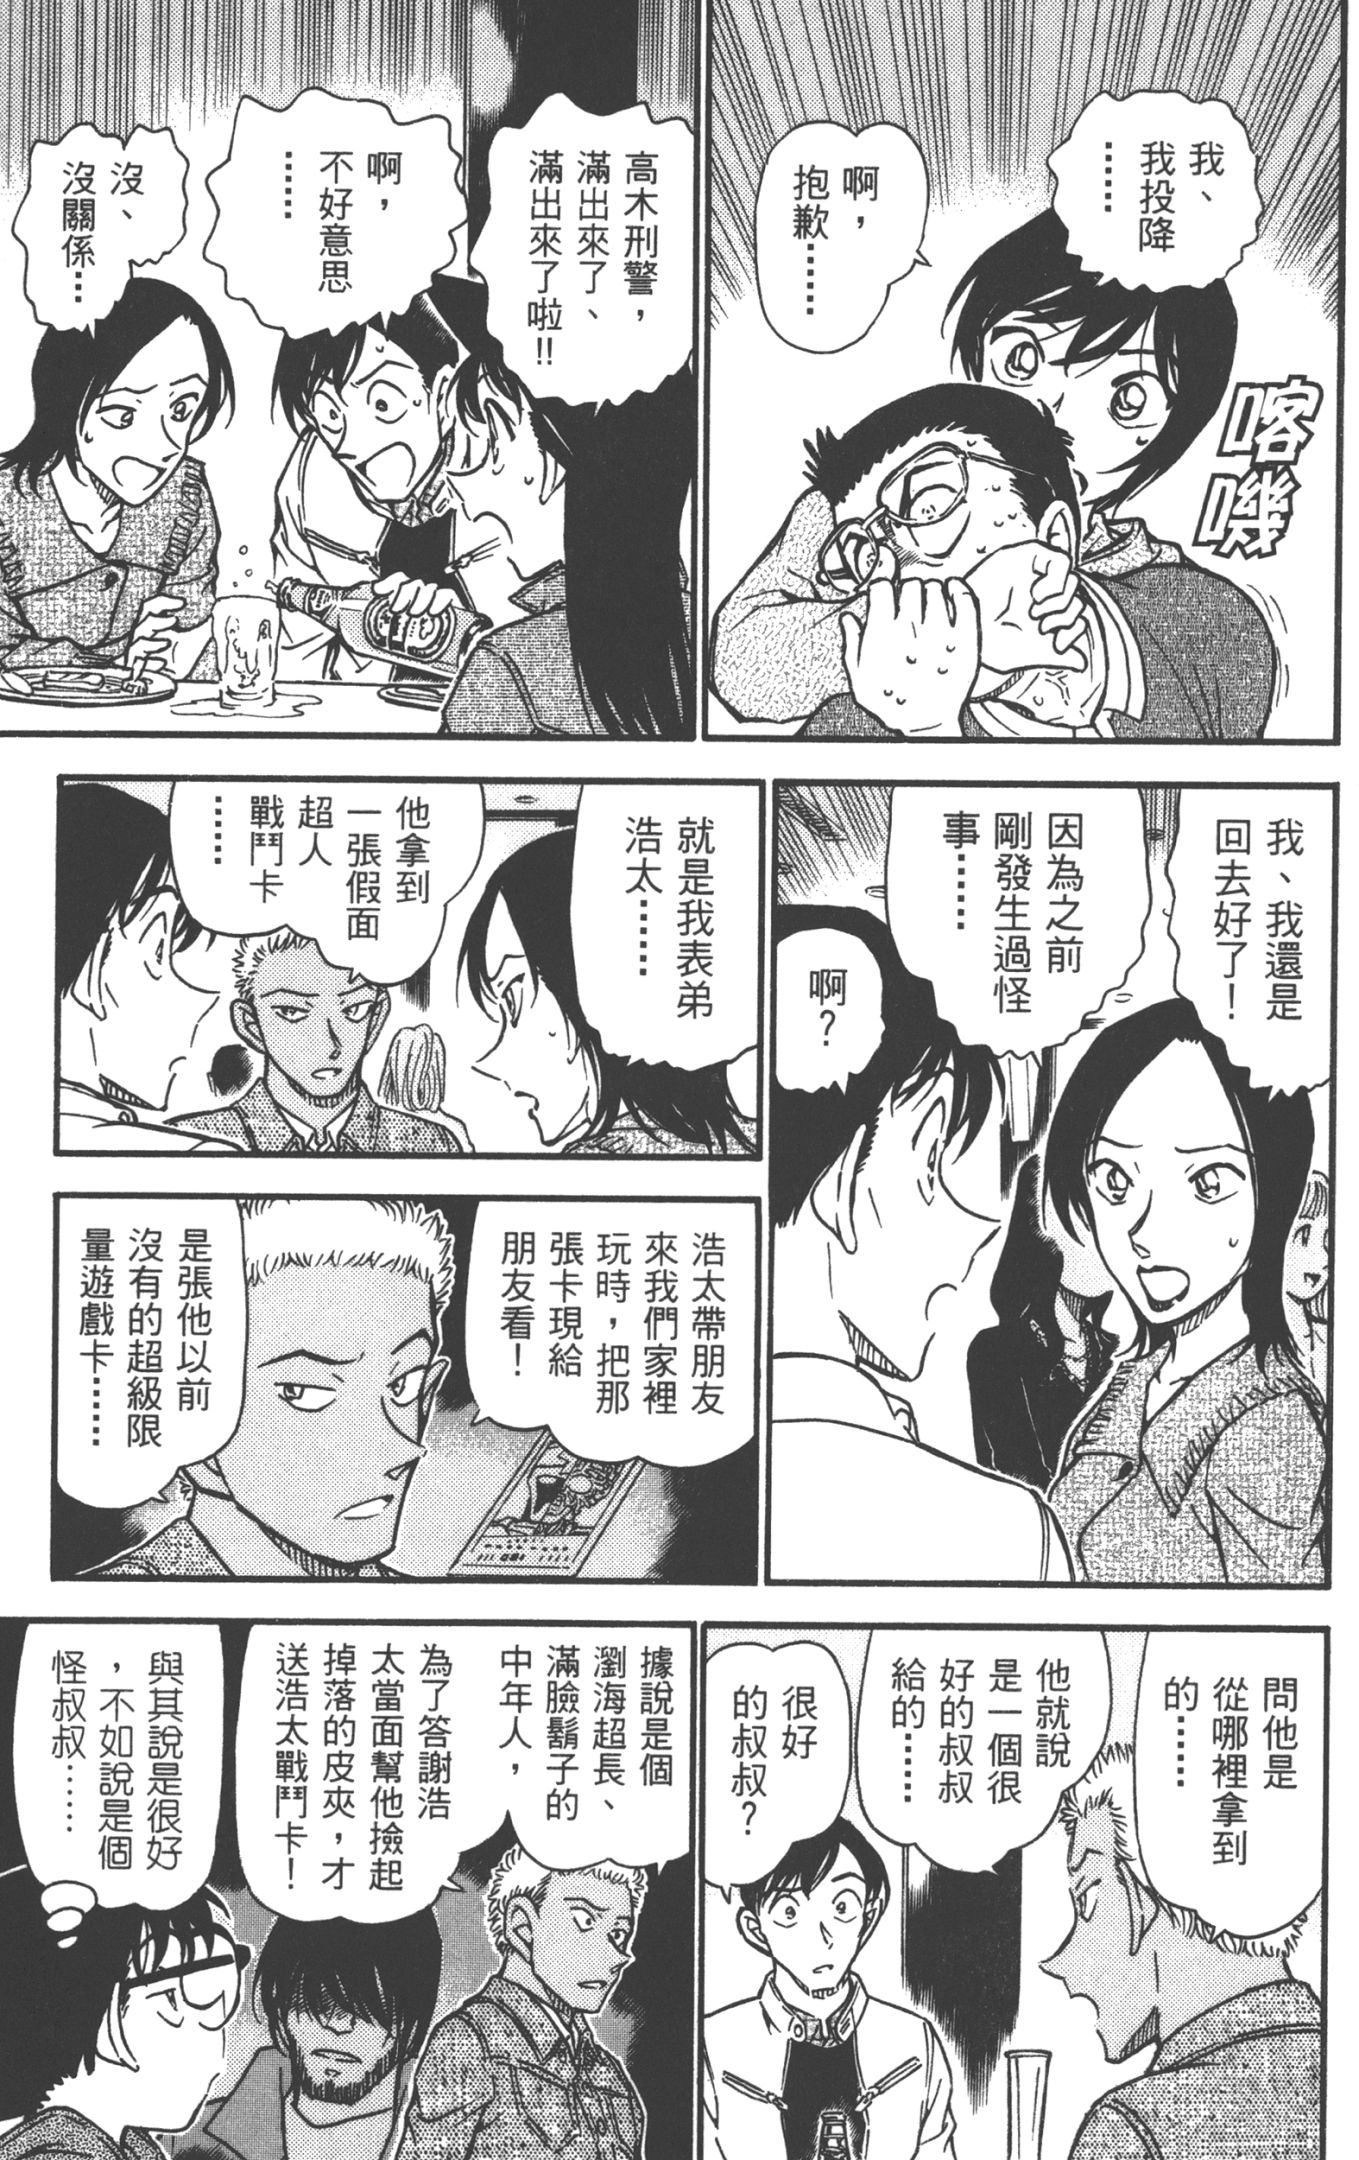 我、
我投降
……
啊，
抱歉……
喀嘰
高木刑警，
滿出來了、
滿出來了啦!!
啊，
不好意思
……
沒、
沒關係…
我、我還是
回去好了！
因為之前
剛發生過怪
事……
啊？
就是我表弟
浩太……
他拿到
一張假面
超人
戰鬥卡
……
浩太帶朋友
來我們家裡
玩時，把那
張卡現給
朋友看！
是張他以前
沒有的超級限
量遊戲卡……
問他是
從哪裡拿到
的……
他就說
是一個很
好的叔叔
給的……
很好
的叔叔？
據說是個
瀏海超長、
滿臉鬍子的
中年人，
為了答謝浩
太當面幫他撿起
掉落的皮夾，才
送浩太戰鬥卡！
與其說是很好
，不如說是個
怪叔叔……